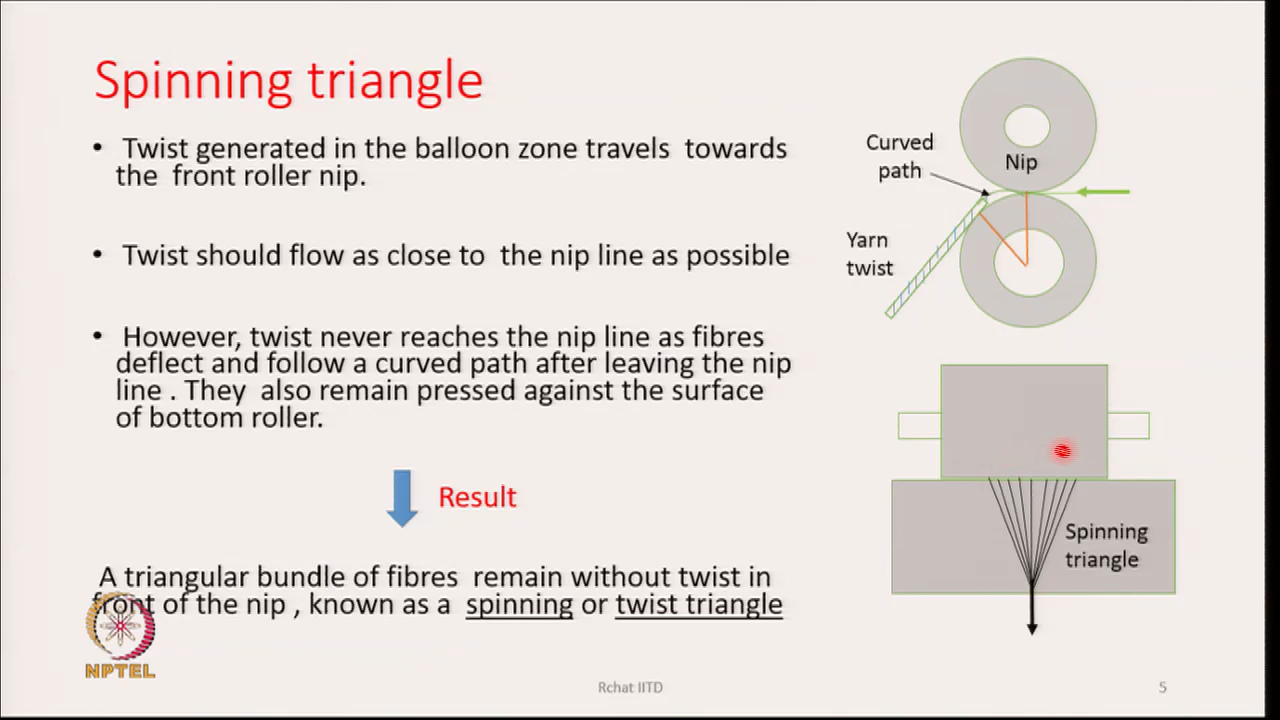 Spinning triangle
• Twist generated in the balloon zone travels towards
the front roller nip.
• Twist should flow as close to the nip line as possible
• However, twist never reaches the nip line as fibres
deflect and follow a curved path after leaving the nip
line . They also remain pressed against the surface
of bottom roller.
Result
A triangular bundle of fibres remain without twist in
front of the nip , known as a spinning or twist triangle
Curved
path
Nip
Yarn
twist
Spinning
triangle
NPTEL
Rchat IITD
5